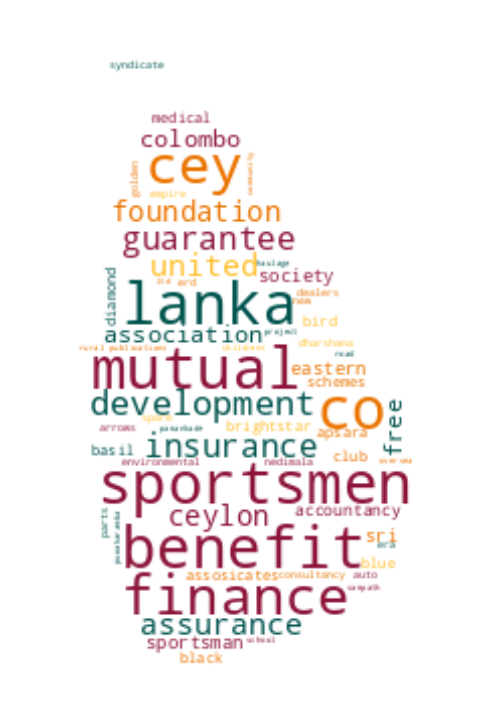 syndicate
medical
colombo
cey
golden
community
empire
foundation
guarantee
united
haulage
society
ltd erd
diamond
dealers
new
lanka
bird
association
project
dharshana
rural publications
children
road
mutual
eastern
schemes
development
co
free
spare
brightstar
arrows
panamkade
apsara
basil
insurance
club
environmental
nedimala
oversea
sportsmen
accountancy
parts
ceylon
sri
era
benefit
blue
assosicates
consultancy
auto
finance
sampath
assurance
sportsman
school
black